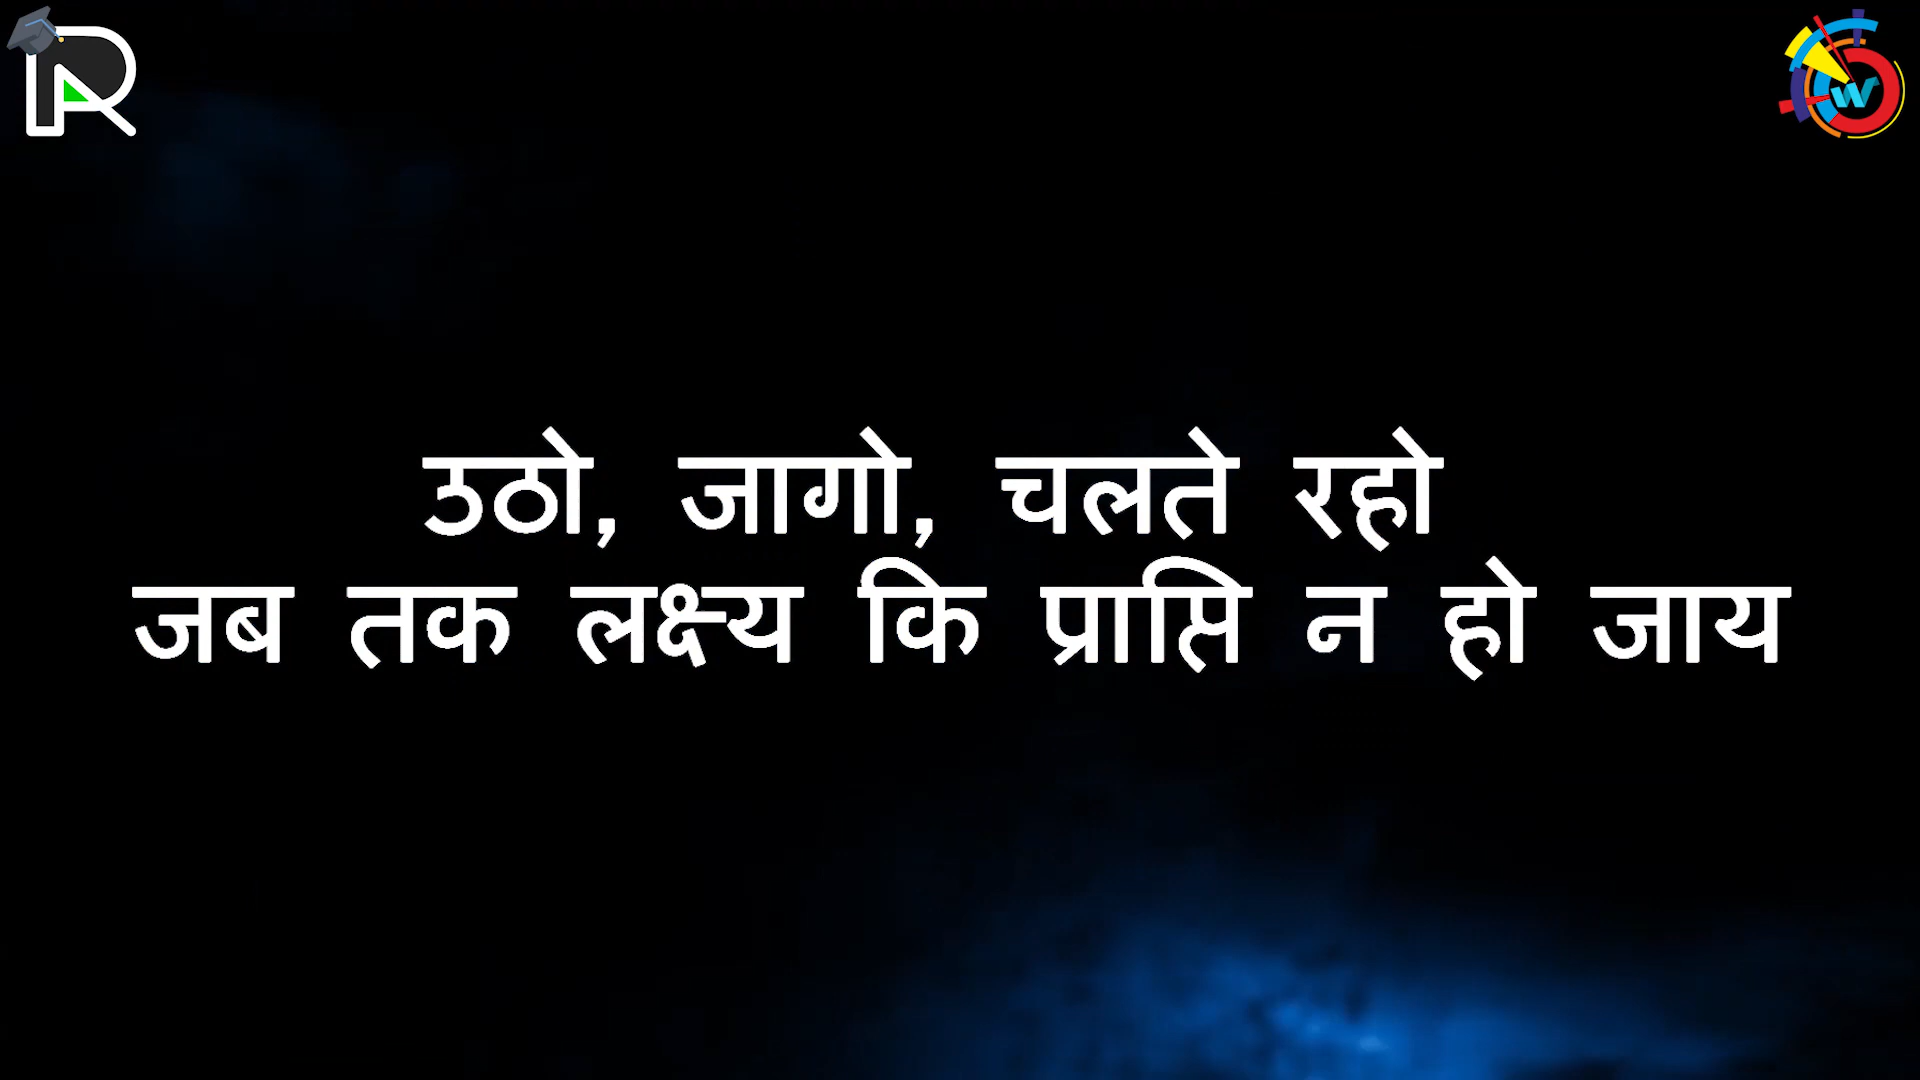 उठो, जागो, चलते रहो
जब तक लक्ष्य कि प्राप्ति न हो जाय